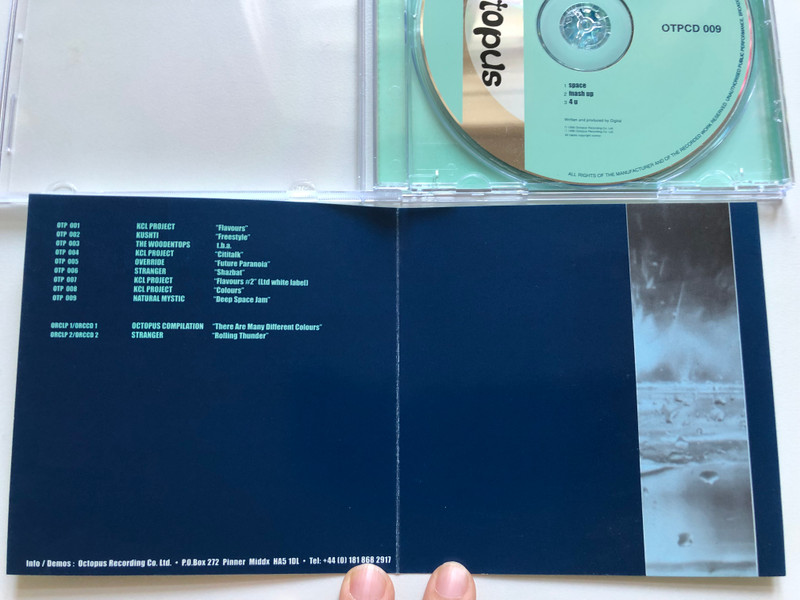 topus
OTPCD 009
1. space
2. mash up
3. 4 u
Written and produced by Digital
ALL RIGHTS OF THE MANUFACTURER AND OF THE RECORDED WORK RESERVED. UNAUTHORISED PUBLIC PERFORMANCE,
OTP 001 KCL PROJECT "Flavours"
OTP 002 KUSHTI "Freestyle"
OTP 003 THE WOODENTOPS t.b.a.
OTP 004 KCL PROJECT "Cititalk"
OTP 005 OVERRIDE "Future Paranoia"
OTP 006 STRANGER "Shazbat"
OTP 007 KCL PROJECT "Flavours #2" (Ltd white label)
OTP 008 KCL PROJECT "Colours"
OTP 009 NATURAL MYSTIC "Deep Space Jam"
ORCLP 1/ORCCD 1 OCTOPUS COMPILATION "There Are Many Different Colours"
ORCLP 2/ORCCD 2 STRANGER "Rolling Thunder"
Info / Demos : Octopus Recording Co. Ltd. • P.O.Box 272 Pinner Middx HA5 1DL • Tel: +44 (0) 181 868 2917